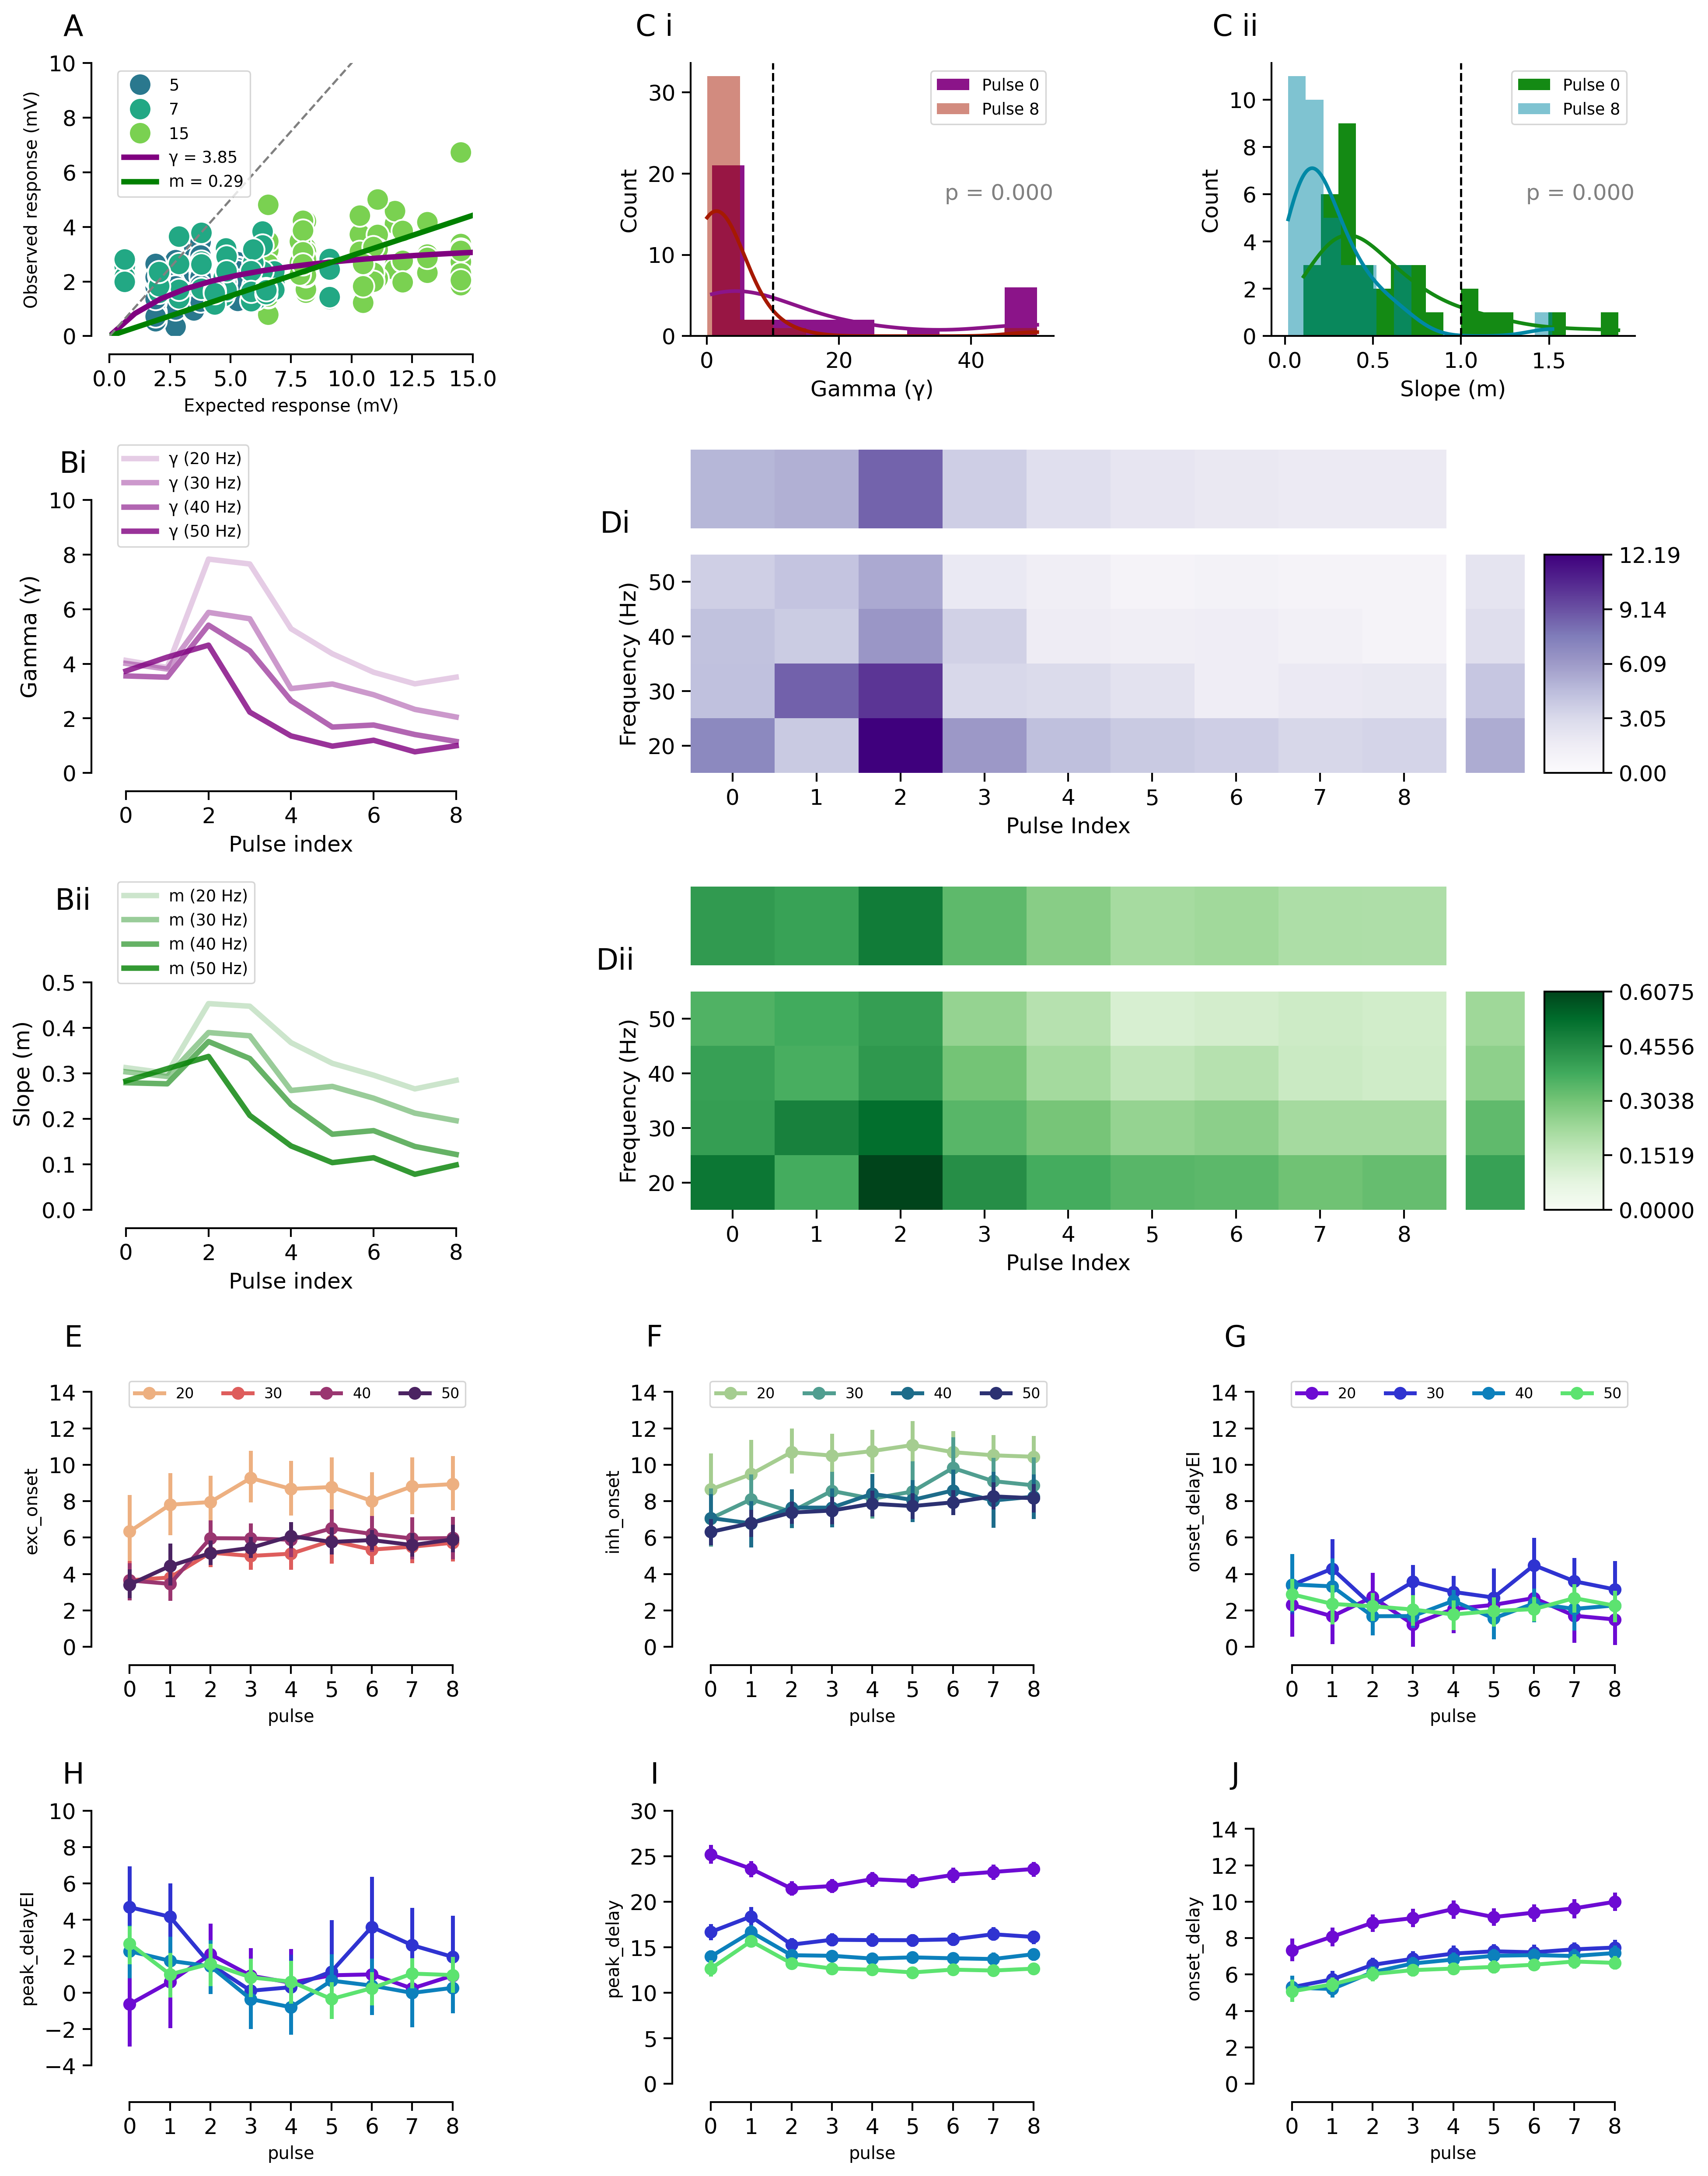 A
10
8
6
4
2
0
Observed response (mV)
5
7
15
γ = 3.85
m = 0.29
0.0 2.5 5.0 7.5 10.0 12.5 15.0
Expected response (mV)
C i
30
20
10
0
Count
Pulse 0
Pulse 8
p = 0.000
0 20 40
Gamma (γ)
C ii
10
8
6
4
2
0
Count
Pulse 0
Pulse 8
p = 0.000
0.0 0.5 1.0 1.5
Slope (m)
Bi
γ (20 Hz)
γ (30 Hz)
γ (40 Hz)
γ (50 Hz)
10
8
6
4
2
0
Gamma (γ)
0 2 4 6 8
Pulse index
Di
50
40
30
20
Frequency (Hz)
0 1 2 3 4 5 6 7 8
Pulse Index
12.19
9.14
6.09
3.05
0.00
Bii
m (20 Hz)
m (30 Hz)
m (40 Hz)
m (50 Hz)
0.5
0.4
0.3
0.2
0.1
0.0
Slope (m)
0 2 4 6 8
Pulse index
Dii
50
40
30
20
Frequency (Hz)
0 1 2 3 4 5 6 7 8
Pulse Index
0.6075
0.4556
0.3038
0.1519
0.0000
E
20 30 40 50
14
12
10
8
6
4
2
0
exc_onset
0 1 2 3 4 5 6 7 8
pulse
F
20 30 40 50
14
12
10
8
6
4
2
0
inh_onset
0 1 2 3 4 5 6 7 8
pulse
G
20 30 40 50
14
12
10
8
6
4
2
0
onset_delayEI
0 1 2 3 4 5 6 7 8
pulse
H
10
8
6
4
2
0
−2
−4
peak_delayEI
0 1 2 3 4 5 6 7 8
pulse
I
30
25
20
15
10
5
0
peak_delay
0 1 2 3 4 5 6 7 8
pulse
J
14
12
10
8
6
4
2
0
onset_delay
0 1 2 3 4 5 6 7 8
pulse